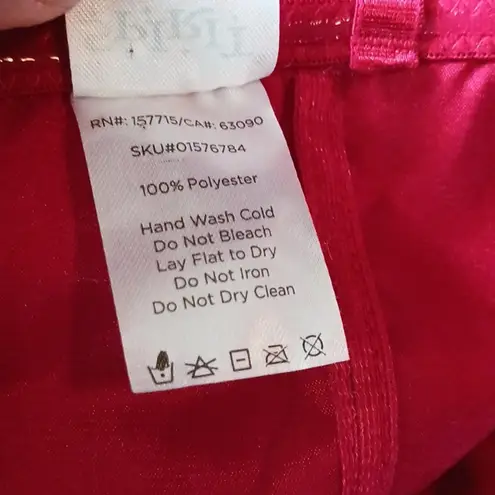 RN#: 157715/CA#: 63090
SKU#01576784
100% Polyester
Hand Wash Cold
Do Not Bleach
Lay Flat to Dry
Do Not Iron
Do Not Dry Clean